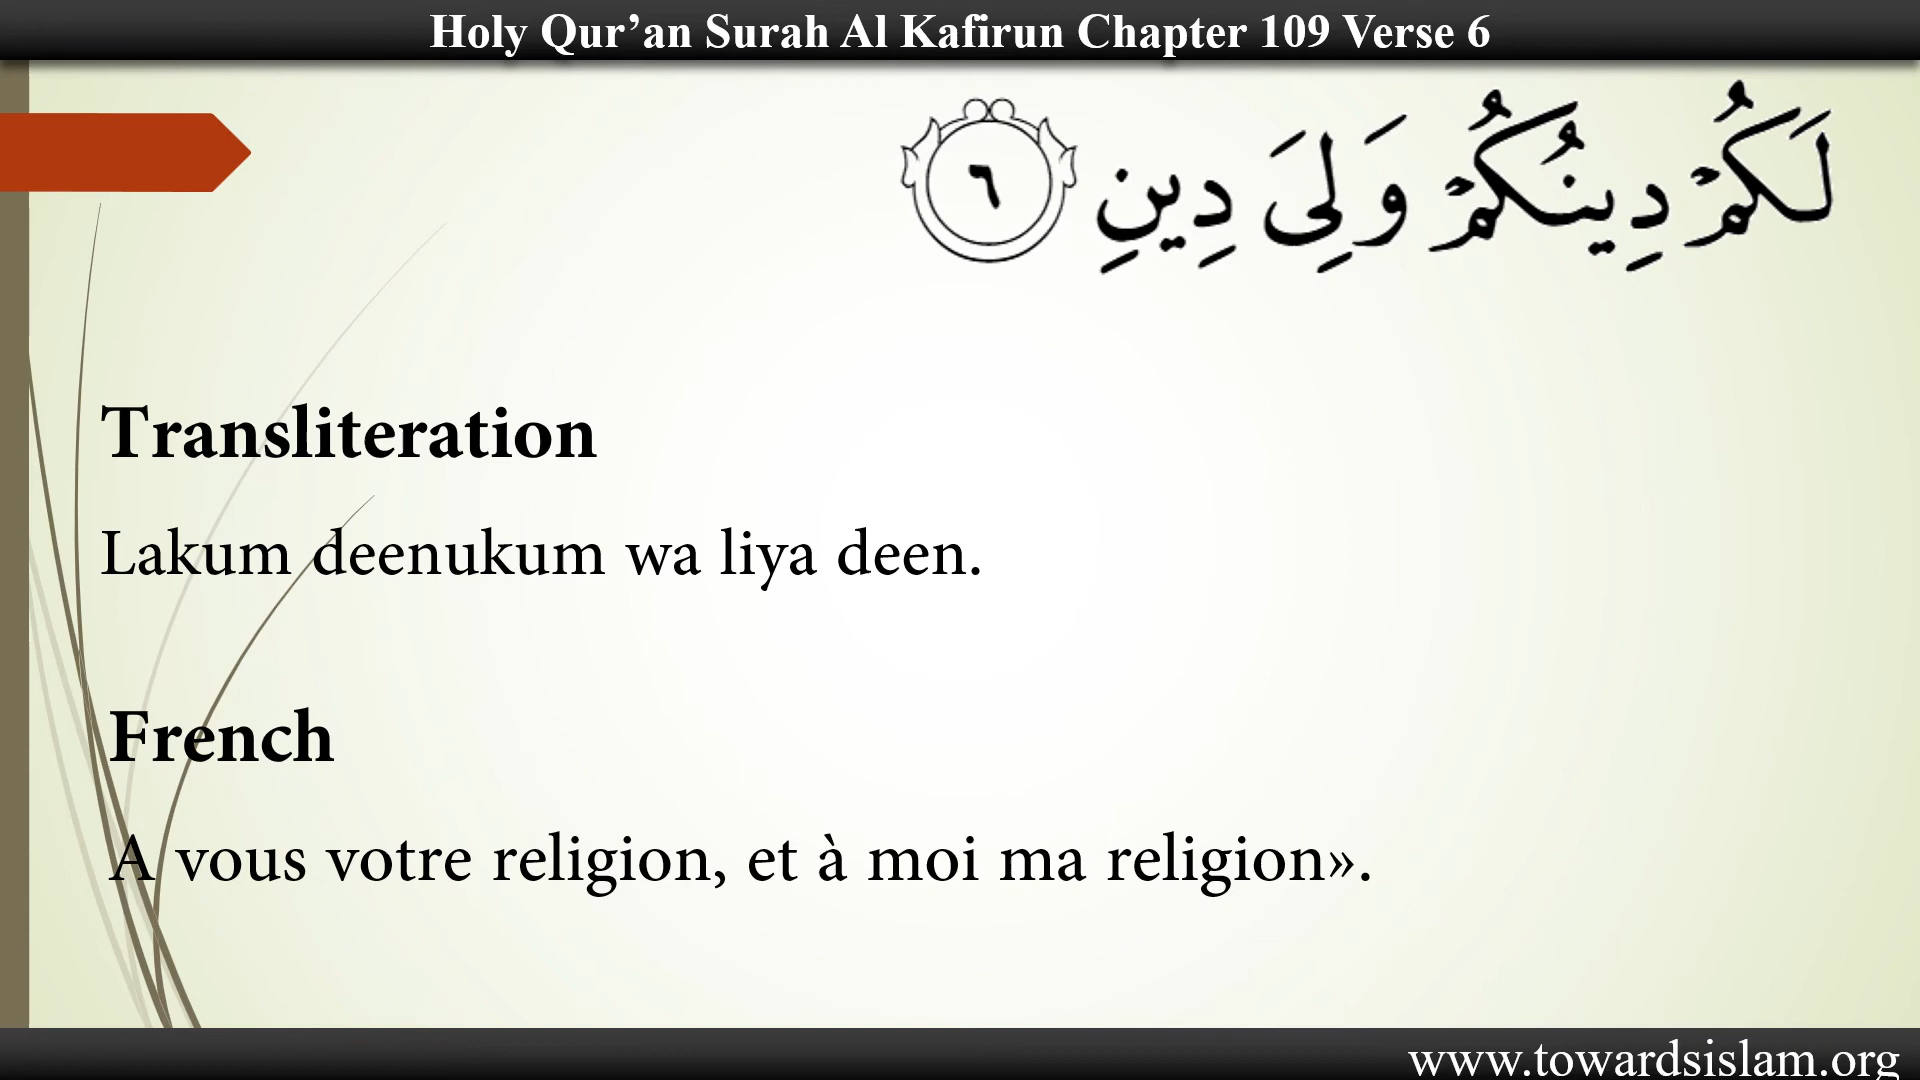 Holy Qur’an Surah Al Kafirun Chapter 109 Verse 6
لَكُمْ دِينُكُمْ وَلِىَ دِينِ ٦
Transliteration
Lakum deenukum wa liya deen.
French
A vous votre religion, et à moi ma religion».
www.towardsislam.org